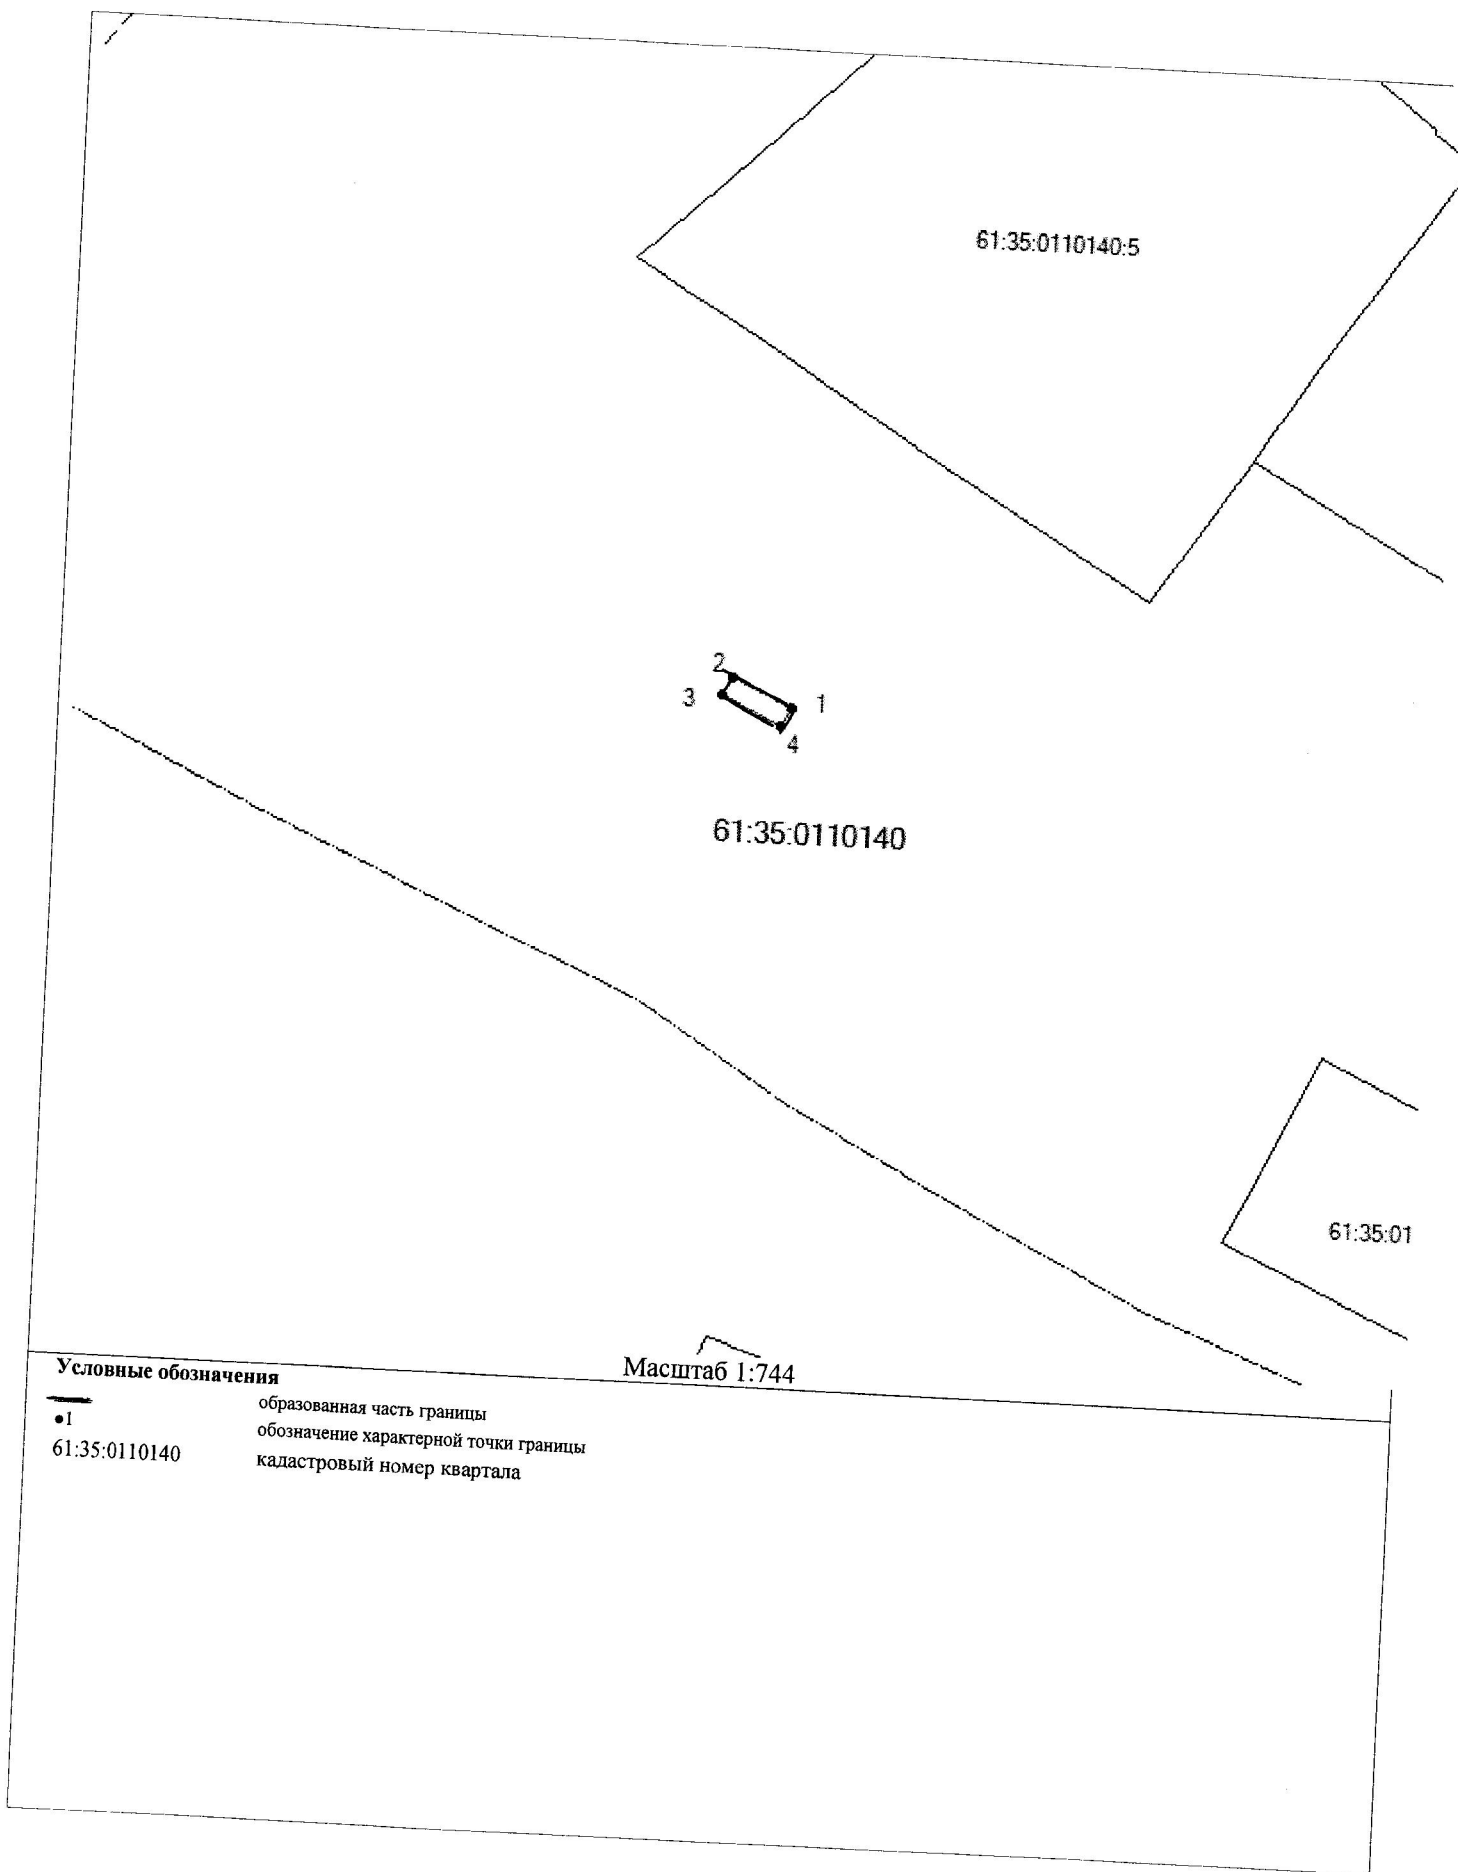 61:35:0110140:5
2
3
1
4
61:35:0110140
61:35:01
Масштаб 1:744
Условные обозначения
образованная часть границы
•1 обозначение характерной точки границы
61:35:0110140 кадастровый номер квартала